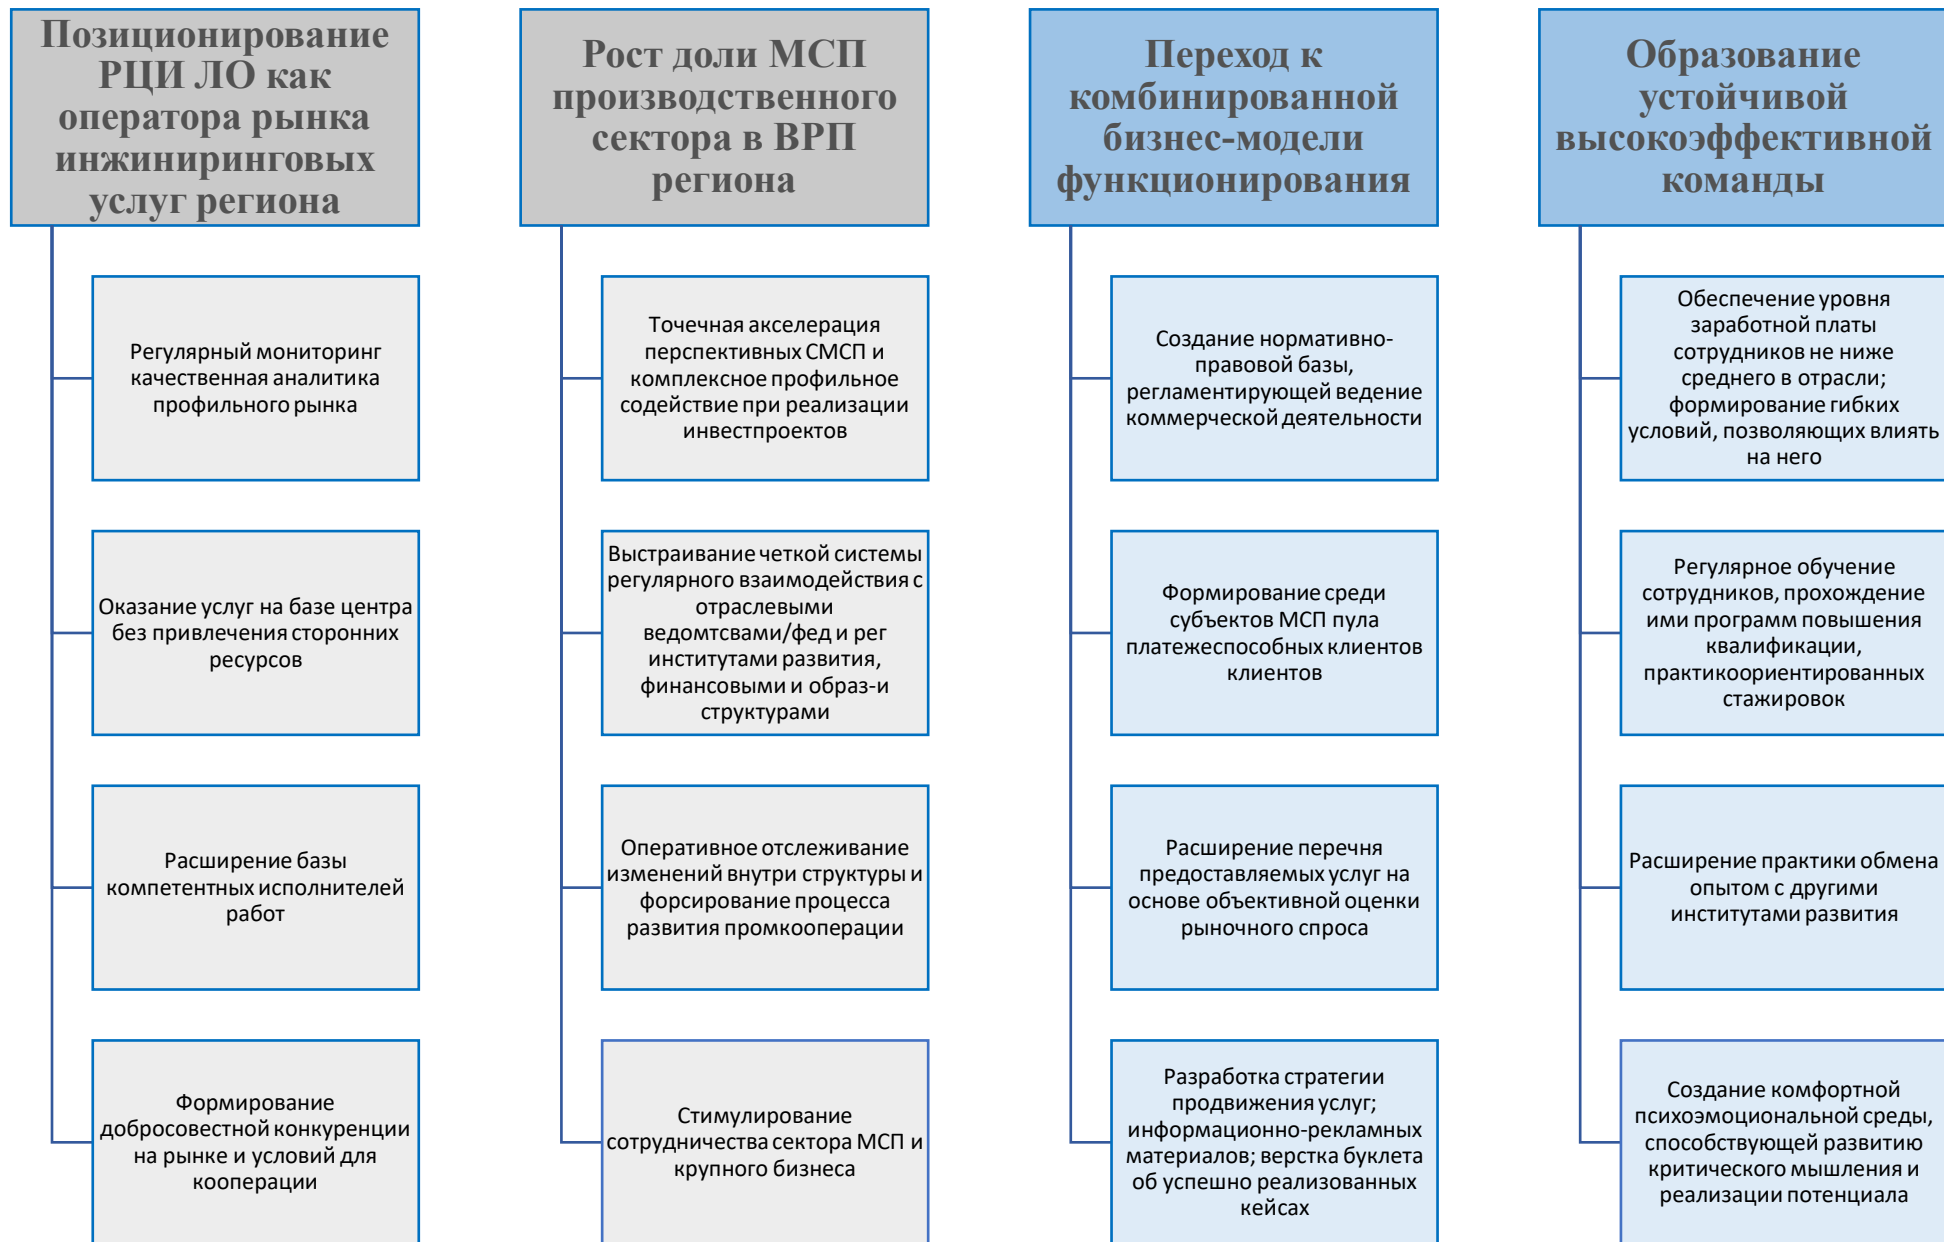 Позиционирование
РЦИ ЛО как
оператора рынка
инжиниринговых
услуг региона
Регулярный мониторинг
качественная аналитика
профильного рынка
Оказание услуг на базе центра
без привлечения сторонних
ресурсов
Расширение базы
компетентных исполнителей
работ
Формирование
добросовестной конкуренции
на рынке и условий для
кооперации
Рост доли МСП
производственного
сектора в ВРП
региона
Точечная акселерация
перспективных СМСП и
комплексное профильное
содействие при реализации
инвестпроектов
Выстраивание четкой системы
регулярного взаимодействия с
отраслевыми
ведомтсвами/фед и рег
институтами развития,
финансовыми и образ-и
структурами
Оперативное отслеживание
изменений внутри структуры и
форсирование процесса
развития промкооперации
Стимулирование
сотрудничества сектора МСП и
крупного бизнеса
Переход к
комбинированной
бизнес-модели
функционирования
Создание нормативно-
правовой базы,
регламентирующей ведение
коммерческой деятельности
Формирование среди
субъектов МСП пула
платежеспособных клиентов
клиентов
Расширение перечня
предоставляемых услуг на
основе объективной оценки
рыночного спроса
Разработка стратегии
продвижения услуг;
информационно-рекламных
материалов; верстка буклета
об успешно реализованных
кейсах
Образование
устойчивой
высокоэффективной
команды
Обеспечение уровня
заработной платы
сотрудников не ниже
среднего в отрасли;
формирование гибких
условий, позволяющих влиять
на него
Регулярное обучение
сотрудников, прохождение
ими программ повышения
квалификации,
практикоориентированных
стажировок
Расширение практики обмена
опытом с другими
институтами развития
Создание комфортной
психоэмоциональной среды,
способствующей развитию
критического мышления и
реализации потенциала